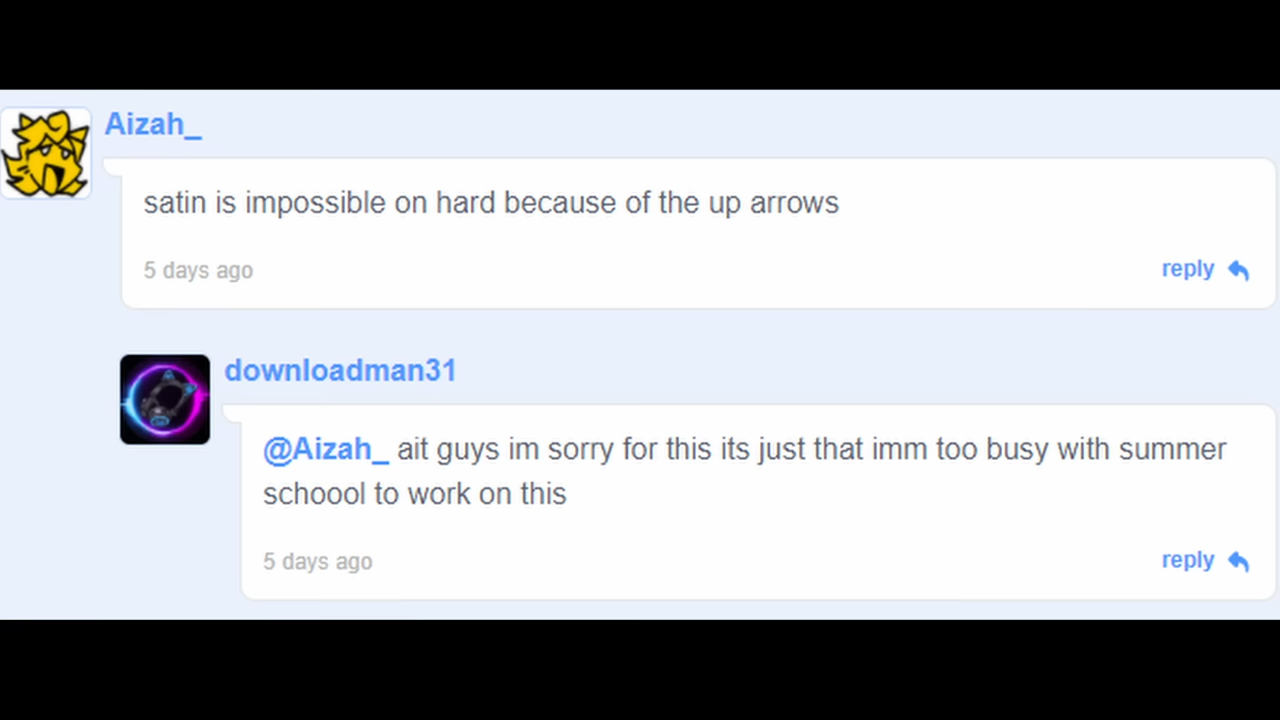 Aizah_
satin is impossible on hard because of the up arrows
5 days ago
reply
downloadman31
@Aizah_ ait guys im sorry for this its just that imm too busy with summer
schoool to work on this
5 days ago
reply